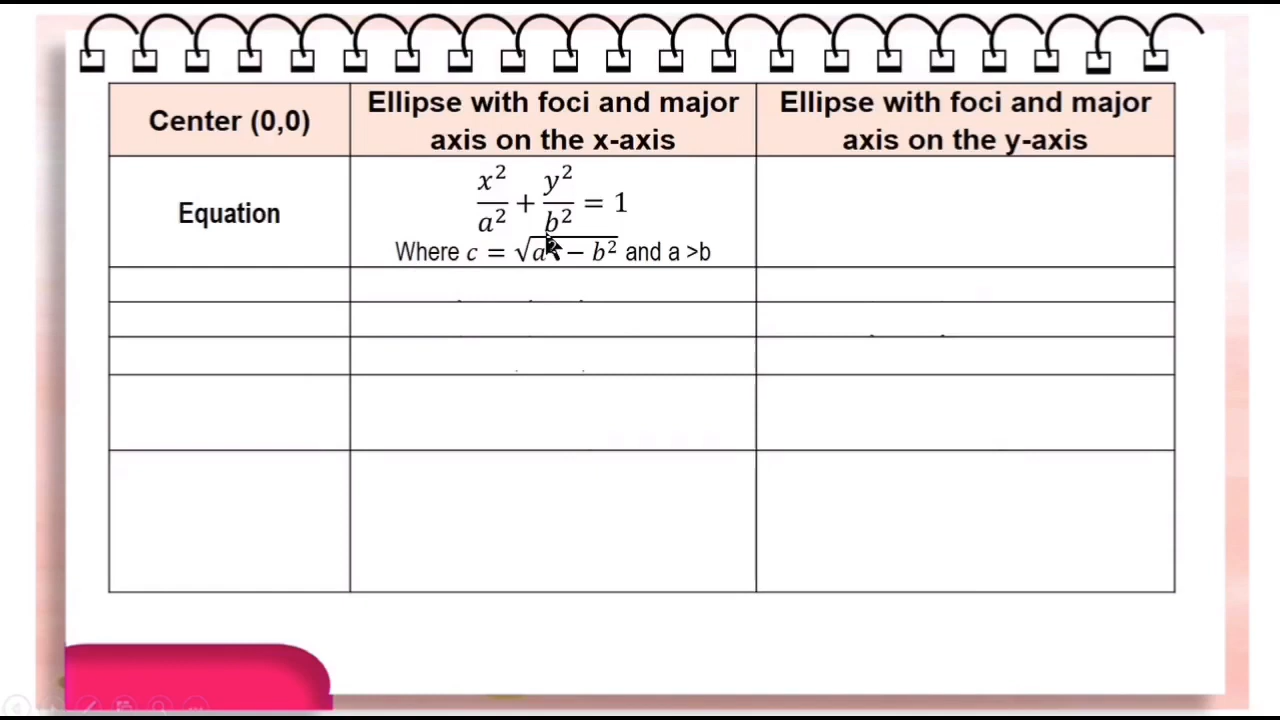 Center (0,0)
Ellipse with foci and major
axis on the x-axis
Ellipse with foci and major
axis on the y-axis
Equation
x²/a² + y²/b² = 1
Where c = √(a² − b²) and a >b